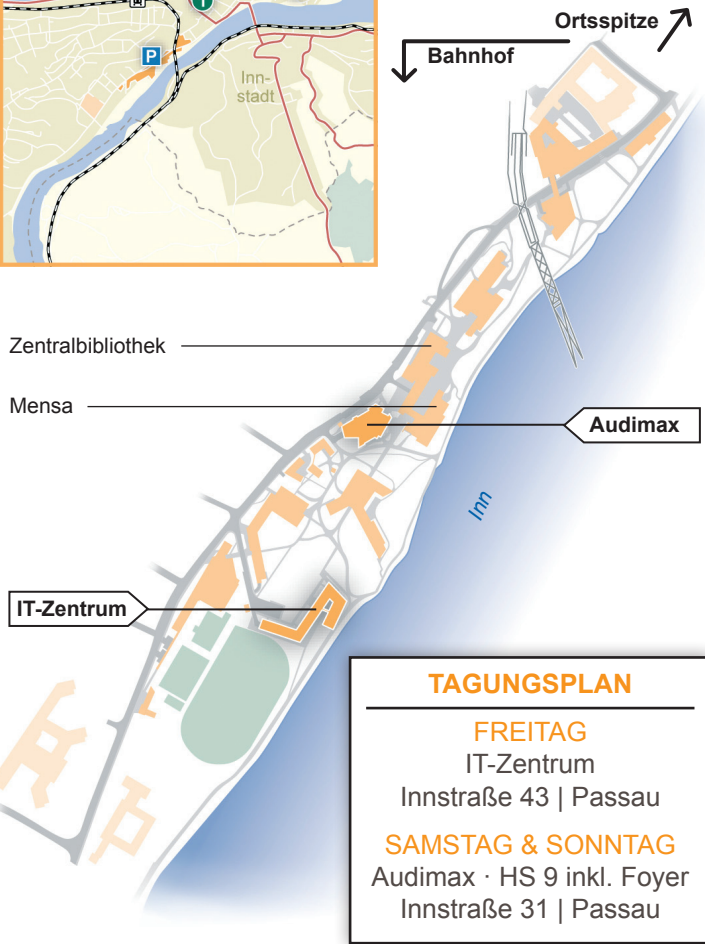 i
P
Inn-
stadt
Ortsspitze
Bahnhof
Zentralbibliothek
Mensa
Audimax
Inn
IT-Zentrum
TAGUNGSPLAN
FREITAG
IT-Zentrum
Innstraße 43 | Passau
SAMSTAG & SONNTAG
Audimax · HS 9 inkl. Foyer
Innstraße 31 | Passau